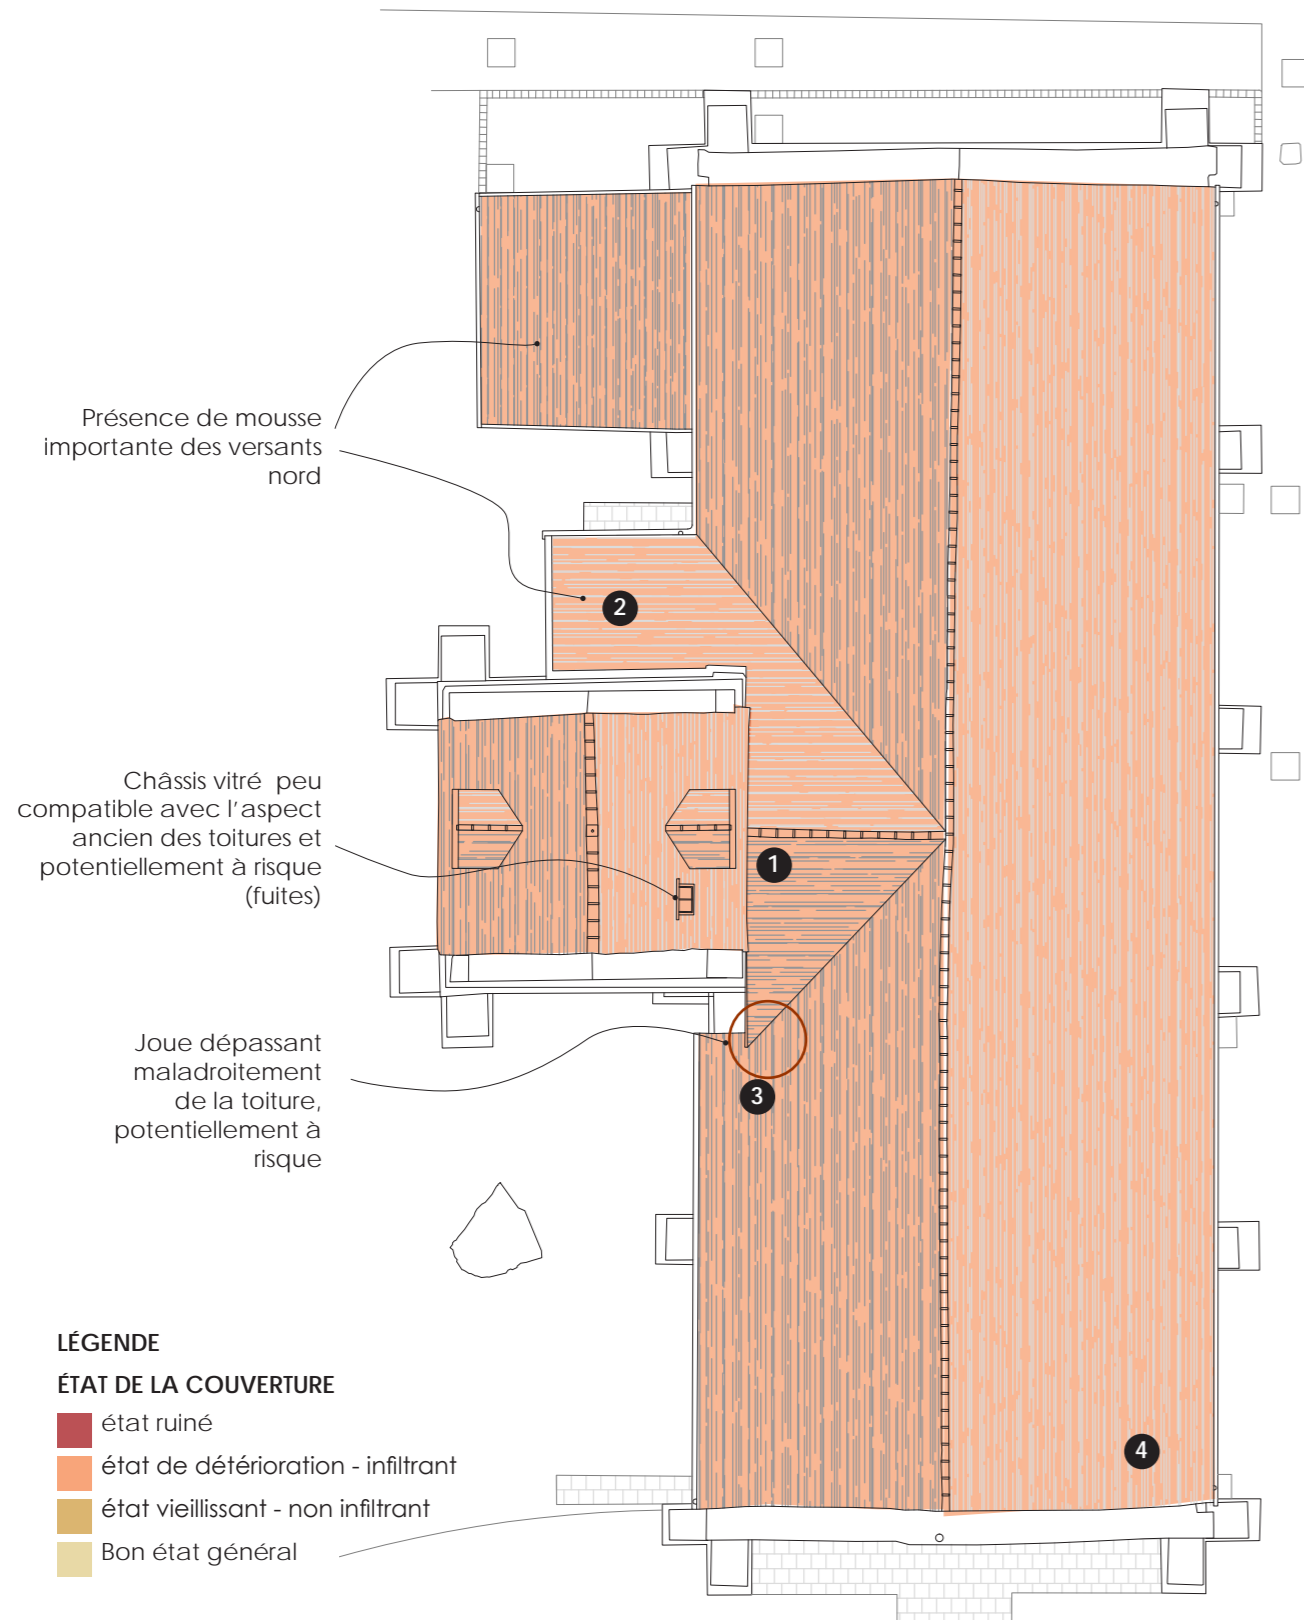 Présence de mousse
importante des versants
nord
2
Châssis vitré peu
compatible avec l'aspect
ancien des toitures et
potentiellement à risque
(fuites)
1
Joue dépassant
maladroitement
de la toiture,
potentiellement à
risque
3
LÉGENDE
ÉTAT DE LA COUVERTURE
état ruiné
état de détérioration - infiltrant
état vieillissant - non infiltrant
Bon état général
4